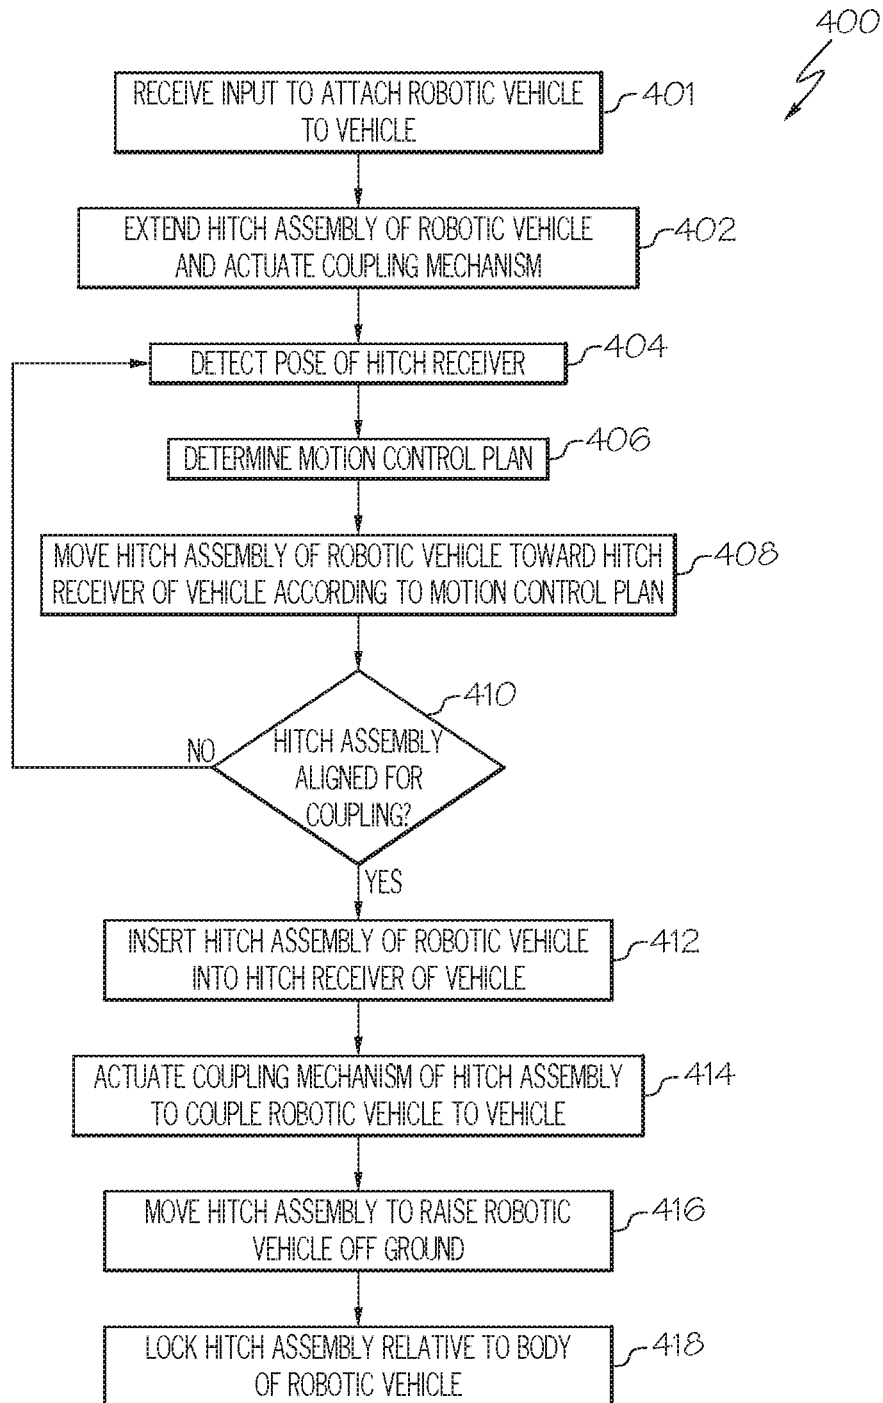 400
RECEIVE INPUT TO ATTACH ROBOTIC VEHICLE
TO VEHICLE
401
EXTEND HITCH ASSEMBLY OF ROBOTIC VEHICLE
AND ACTUATE COUPLING MECHANISM
402
DETECT POSE OF HITCH RECEIVER
404
DETERMINE MOTION CONTROL PLAN
406
MOVE HITCH ASSEMBLY OF ROBOTIC VEHICLE TOWARD HITCH
RECEIVER OF VEHICLE ACCORDING TO MOTION CONTROL PLAN
408
410
HITCH ASSEMBLY
ALIGNED FOR
COUPLING?
NO
YES
INSERT HITCH ASSEMBLY OF ROBOTIC VEHICLE
INTO HITCH RECEIVER OF VEHICLE
412
ACTUATE COUPLING MECHANISM OF HITCH ASSEMBLY
TO COUPLE ROBOTIC VEHICLE TO VEHICLE
414
MOVE HITCH ASSEMBLY TO RAISE ROBOTIC
VEHICLE OFF GROUND
416
LOCK HITCH ASSEMBLY RELATIVE TO BODY
OF ROBOTIC VEHICLE
418